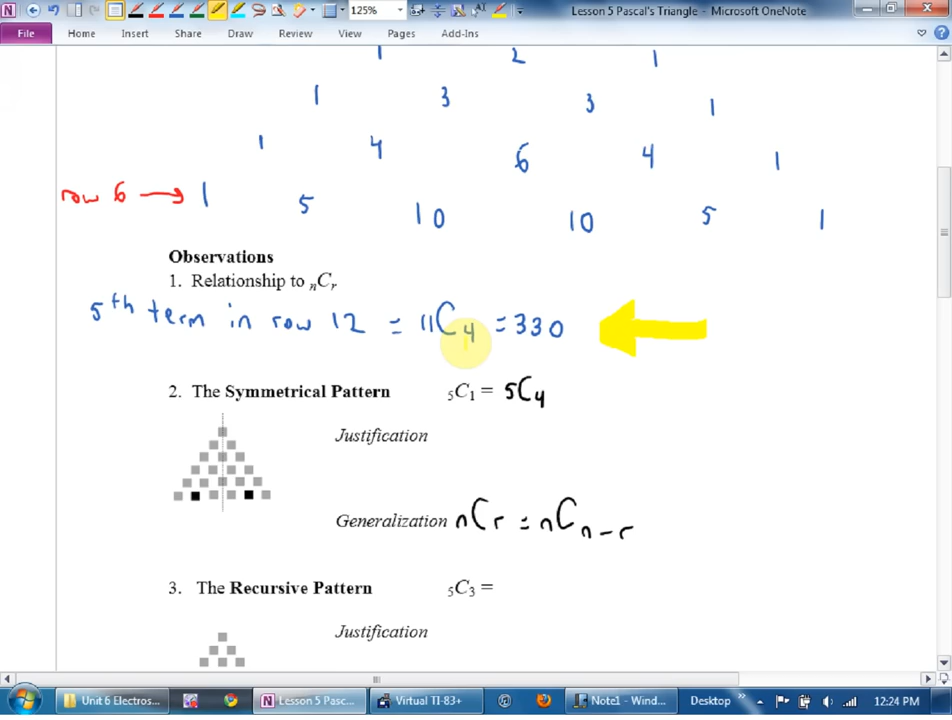 125%
Lesson 5 Pascal's Triangle - Microsoft OneNote
File Home Insert Share Draw Review View Pages Add-Ins
1 2 1
1 3 3 1
1 4 6 4 1
row 6 → 1 5 10 10 5 1
Observations
1. Relationship to nCr
5th term in row 12 = 11C4 = 330
2. The Symmetrical Pattern 5C1 = 5C4
Justification
Generalization nCr = nCn-r
3. The Recursive Pattern 5C3 =
Justification
Unit 6 Electros... Lesson 5 Pascal's ... Virtual TI-83+ Note1 - Wind... Desktop 12:24 PM